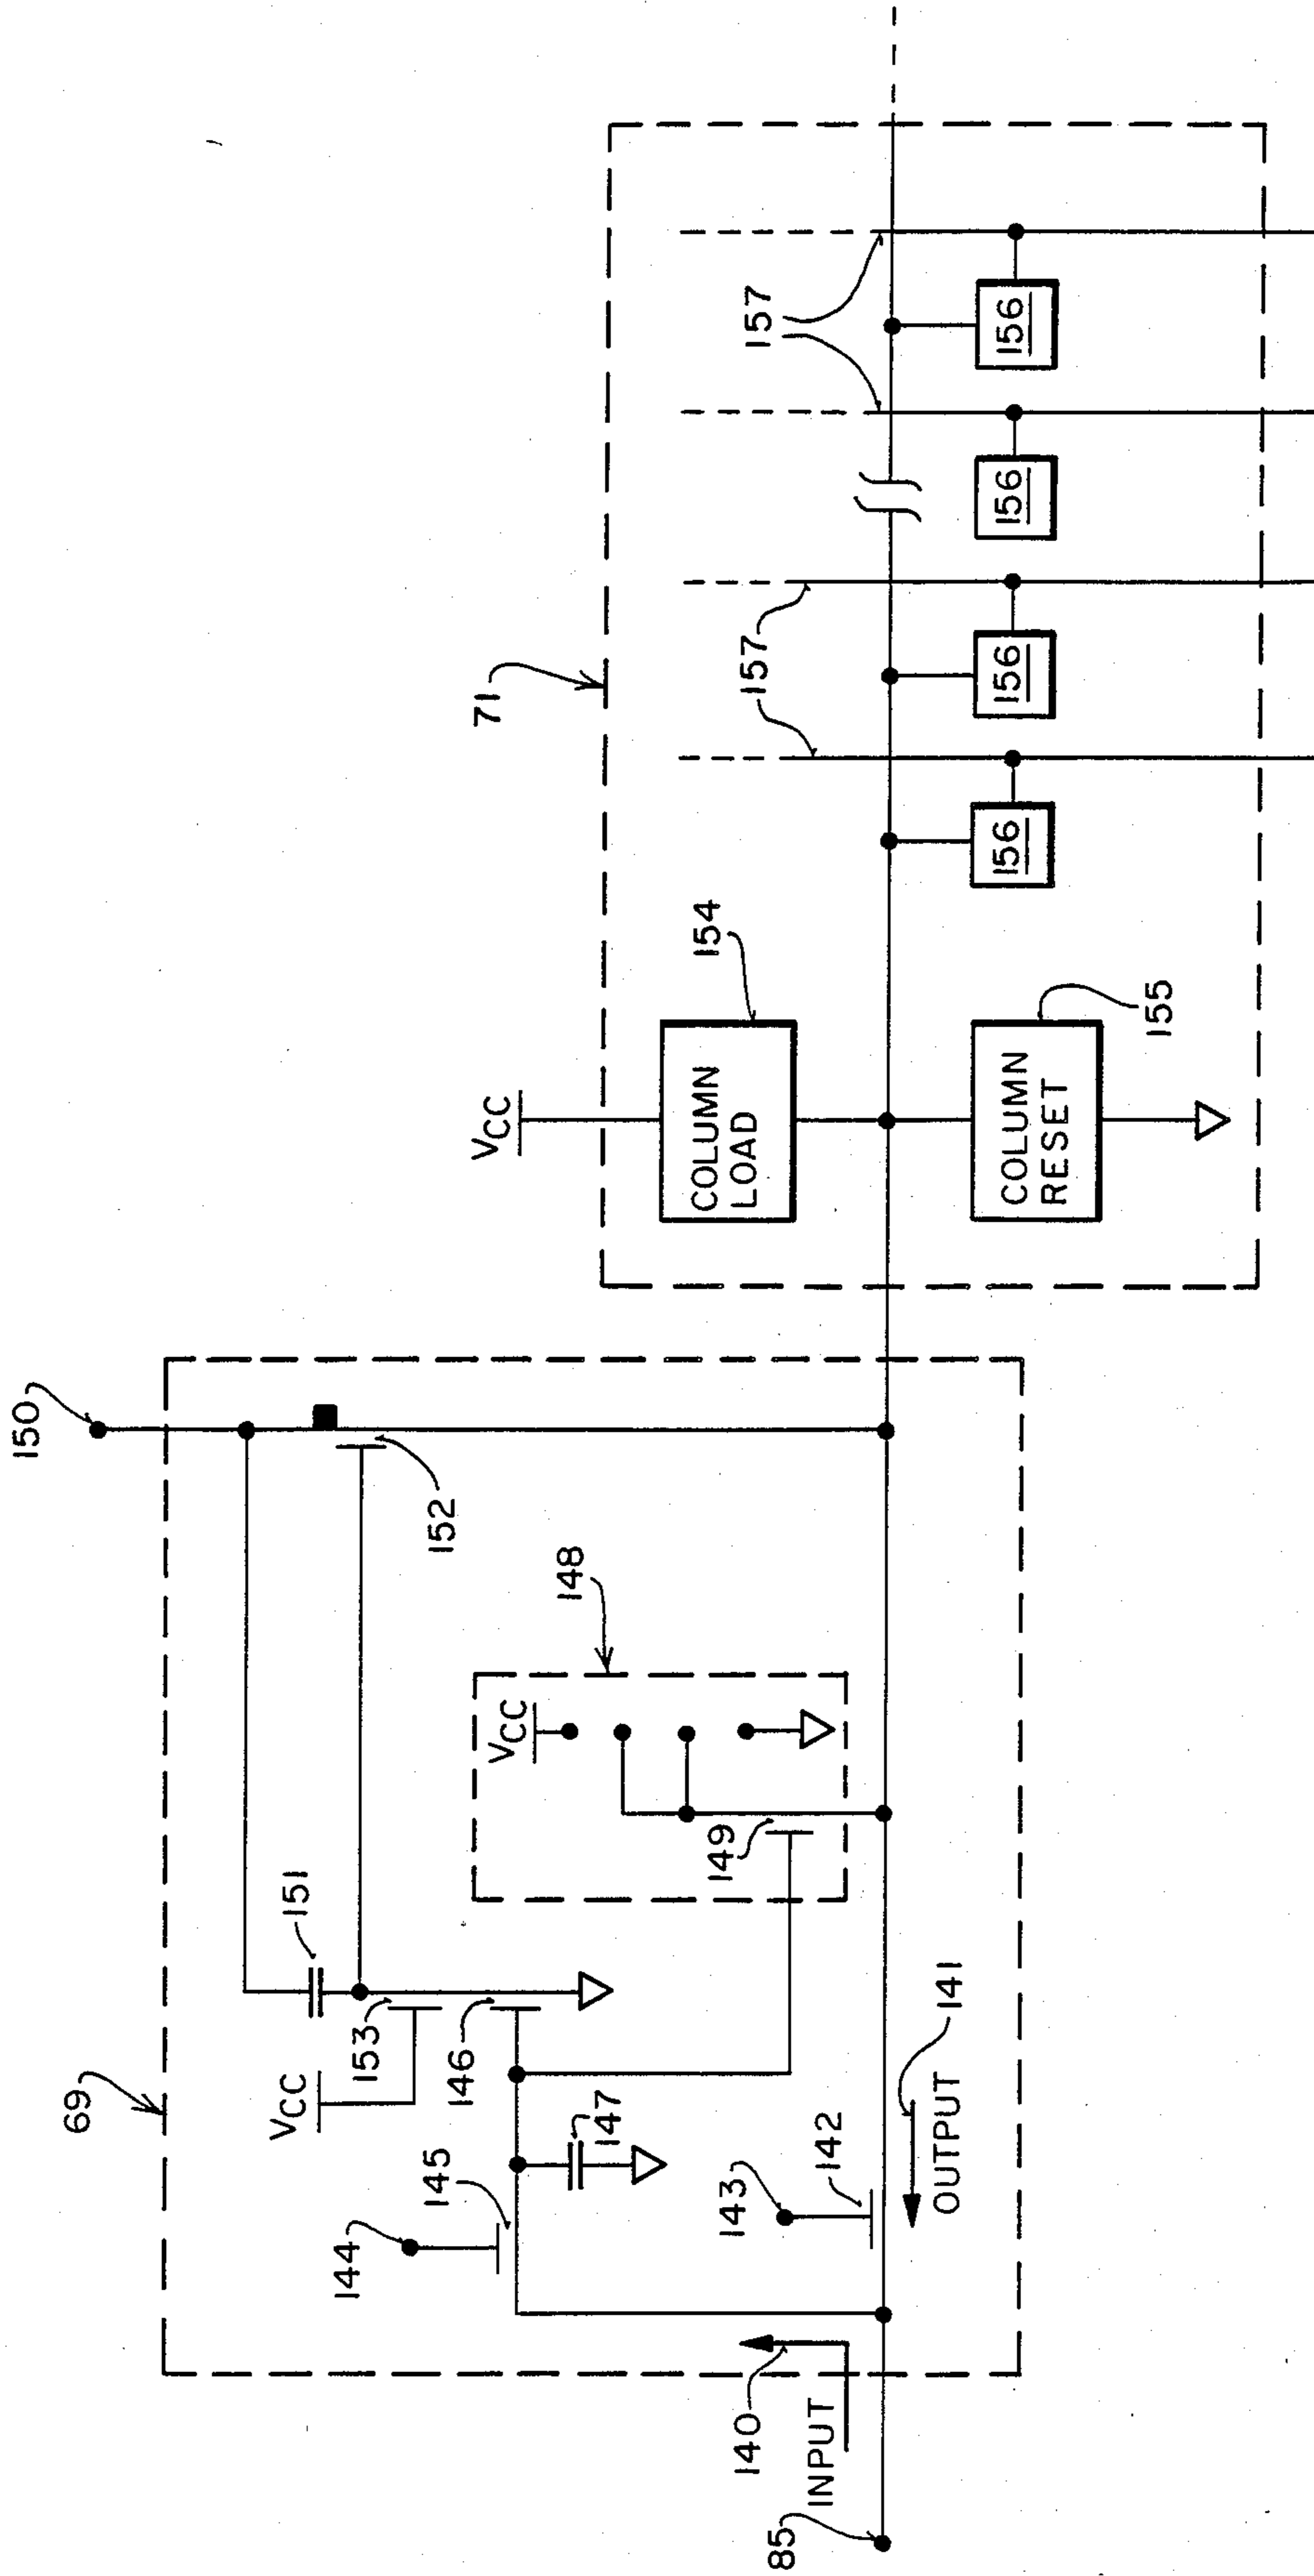 150
69
VCC
151
153
152
144
145
146
147
148
VCC
149
143
142
140
INPUT
141
OUTPUT
85
71
VCC
COLUMN
LOAD
154
COLUMN
RESET
155
157
157
156
156
156
156